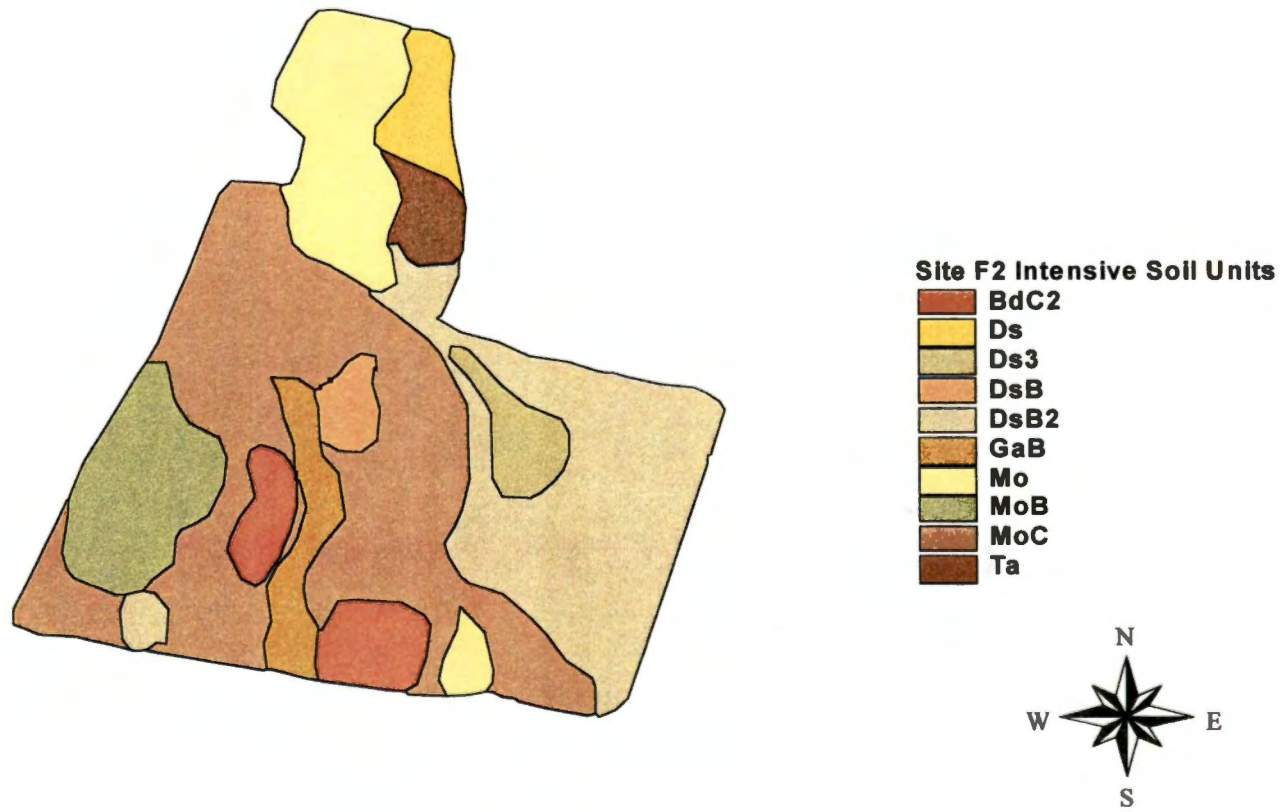 Site F2 Intensive Soil Units
BdC2
Ds
Ds3
DsB
DsB2
GaB
Mo
MoB
MoC
Ta
N
W E
S